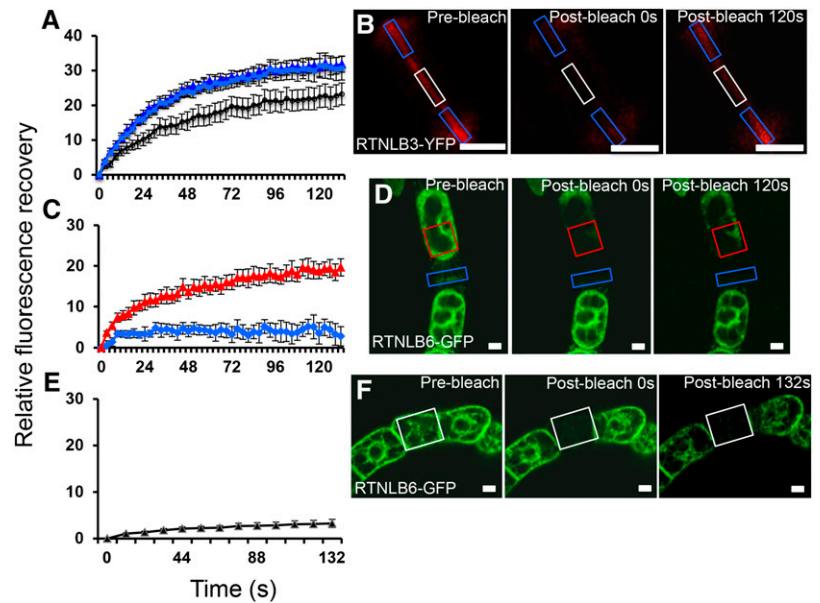 A
40
30
20
10
0
0 24 48 72 96 120
B
Pre-bleach
Post-bleach 0s
Post-bleach 120s
RTNLB3-YFP
C
30
20
10
0
0 24 48 72 96 120
D
Pre-bleach
Post-bleach 0s
Post-bleach 120s
RTNLB6-GFP
E
30
20
10
0
0 44 88 132
F
Pre-bleach
Post-bleach 0s
Post-bleach 132s
RTNLB6-GFP
Relative fluorescence recovery
Time (s)